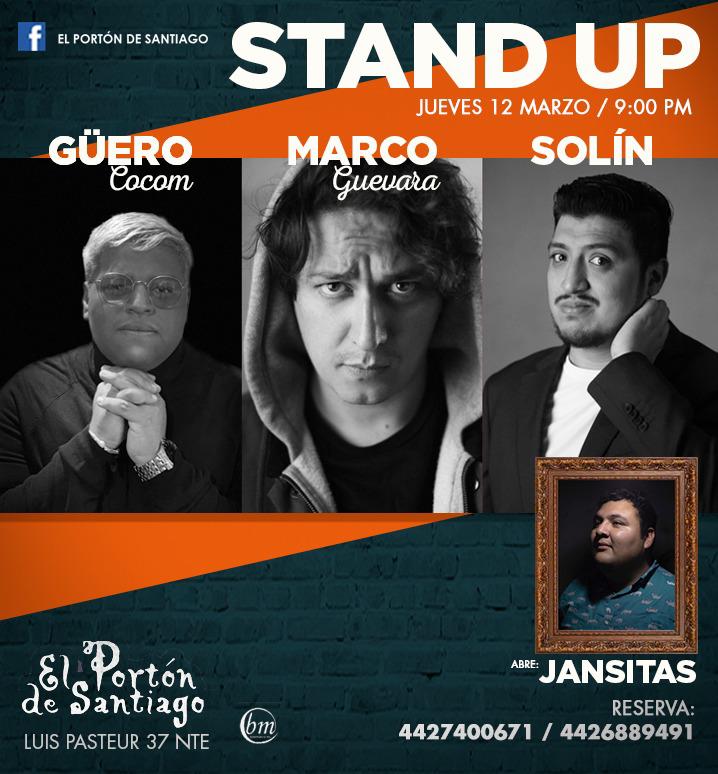 f EL PORTÓN DE SANTIAGO
STAND UP
JUEVES 12 MARZO / 9:00 PM
GÜERO
Cocom
MARCO
Guevara
SOLÍN
ABRE: JANSITAS
El Portón
de Santiago
LUIS PASTEUR 37 NTE
bm
RESERVA:
4427400671 / 4426889491